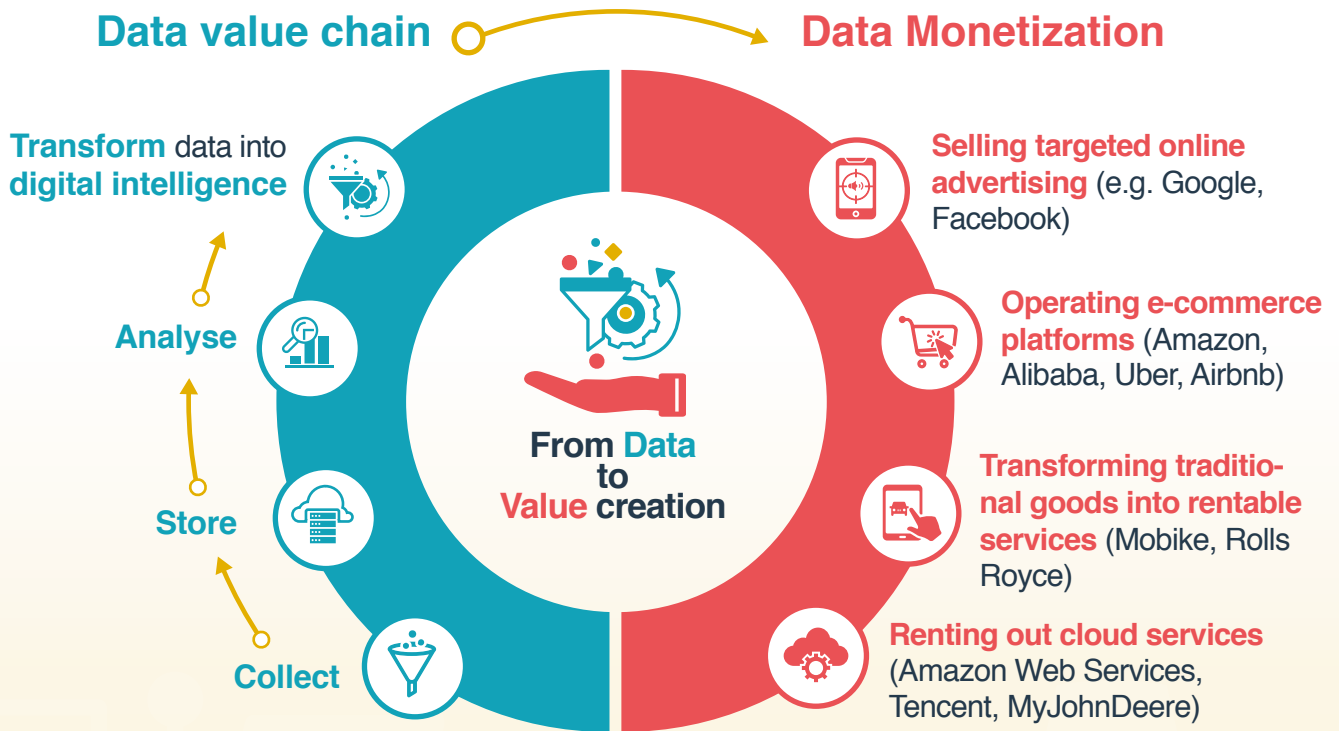 Data value chain
Data Monetization
Transform data into
digital intelligence
Analyse
Store
Collect
From Data
to
Value creation
Selling targeted online
advertising (e.g. Google,
Facebook)
Operating e-commerce
platforms (Amazon,
Alibaba, Uber, Airbnb)
Transforming traditio-
nal goods into rentable
services (Mobike, Rolls
Royce)
Renting out cloud services
(Amazon Web Services,
Tencent, MyJohnDeere)